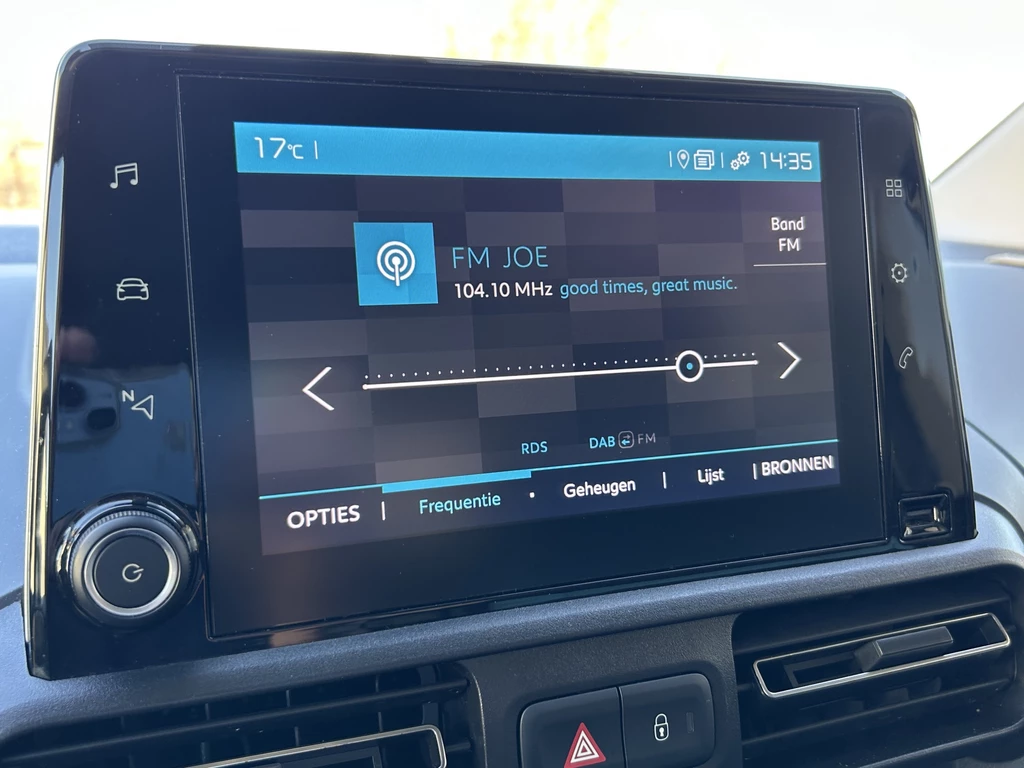 17°C
14:35
Band
FM
FM JOE
104.10 MHz good times, great music.
N
RDS DAB FM
OPTIES Frequentie Geheugen Lijst BRONNEN